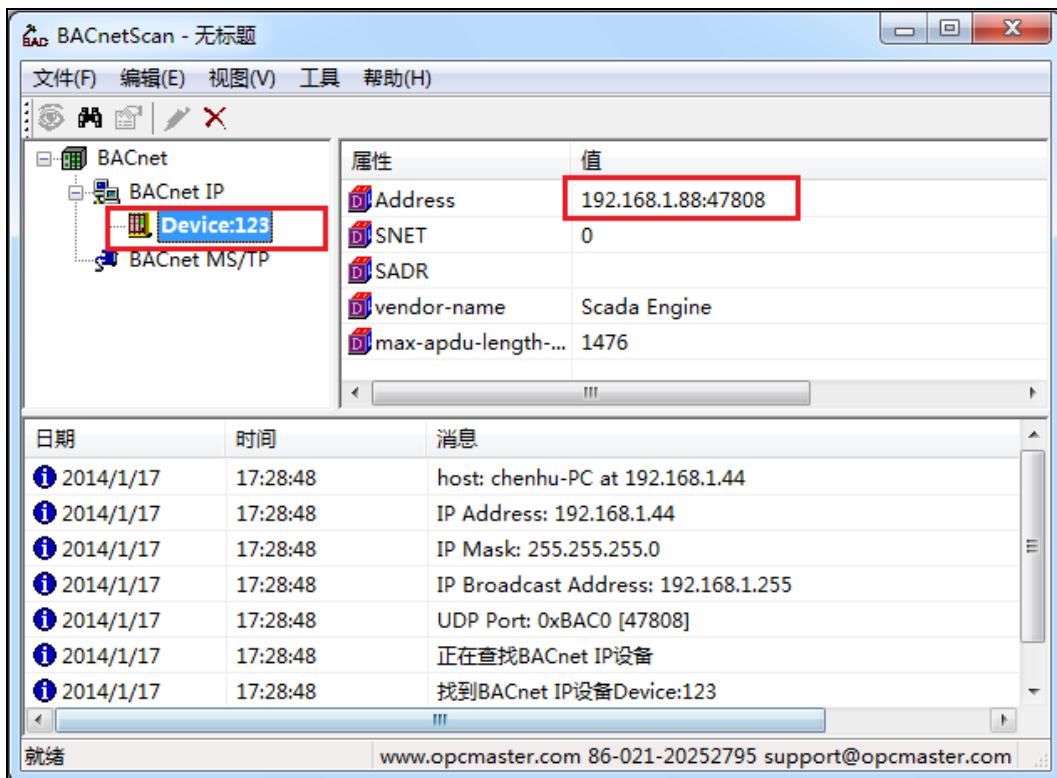 BACnetScan - 无标题
文件(F) 编辑(E) 视图(V) 工具 帮助(H)
BACnet
BACnet IP
Device:123
BACnet MS/TP
属性 值
Address 192.168.1.88:47808
SNET 0
SADR
vendor-name Scada Engine
max-apdu-length-... 1476
日期 时间 消息
2014/1/17 17:28:48 host: chenhu-PC at 192.168.1.44
2014/1/17 17:28:48 IP Address: 192.168.1.44
2014/1/17 17:28:48 IP Mask: 255.255.255.0
2014/1/17 17:28:48 IP Broadcast Address: 192.168.1.255
2014/1/17 17:28:48 UDP Port: 0xBAC0 [47808]
2014/1/17 17:28:48 正在查找BACnet IP设备
2014/1/17 17:28:48 找到BACnet IP设备Device:123
就绪 www.opcmaster.com 86-021-20252795 support@opcmaster.com